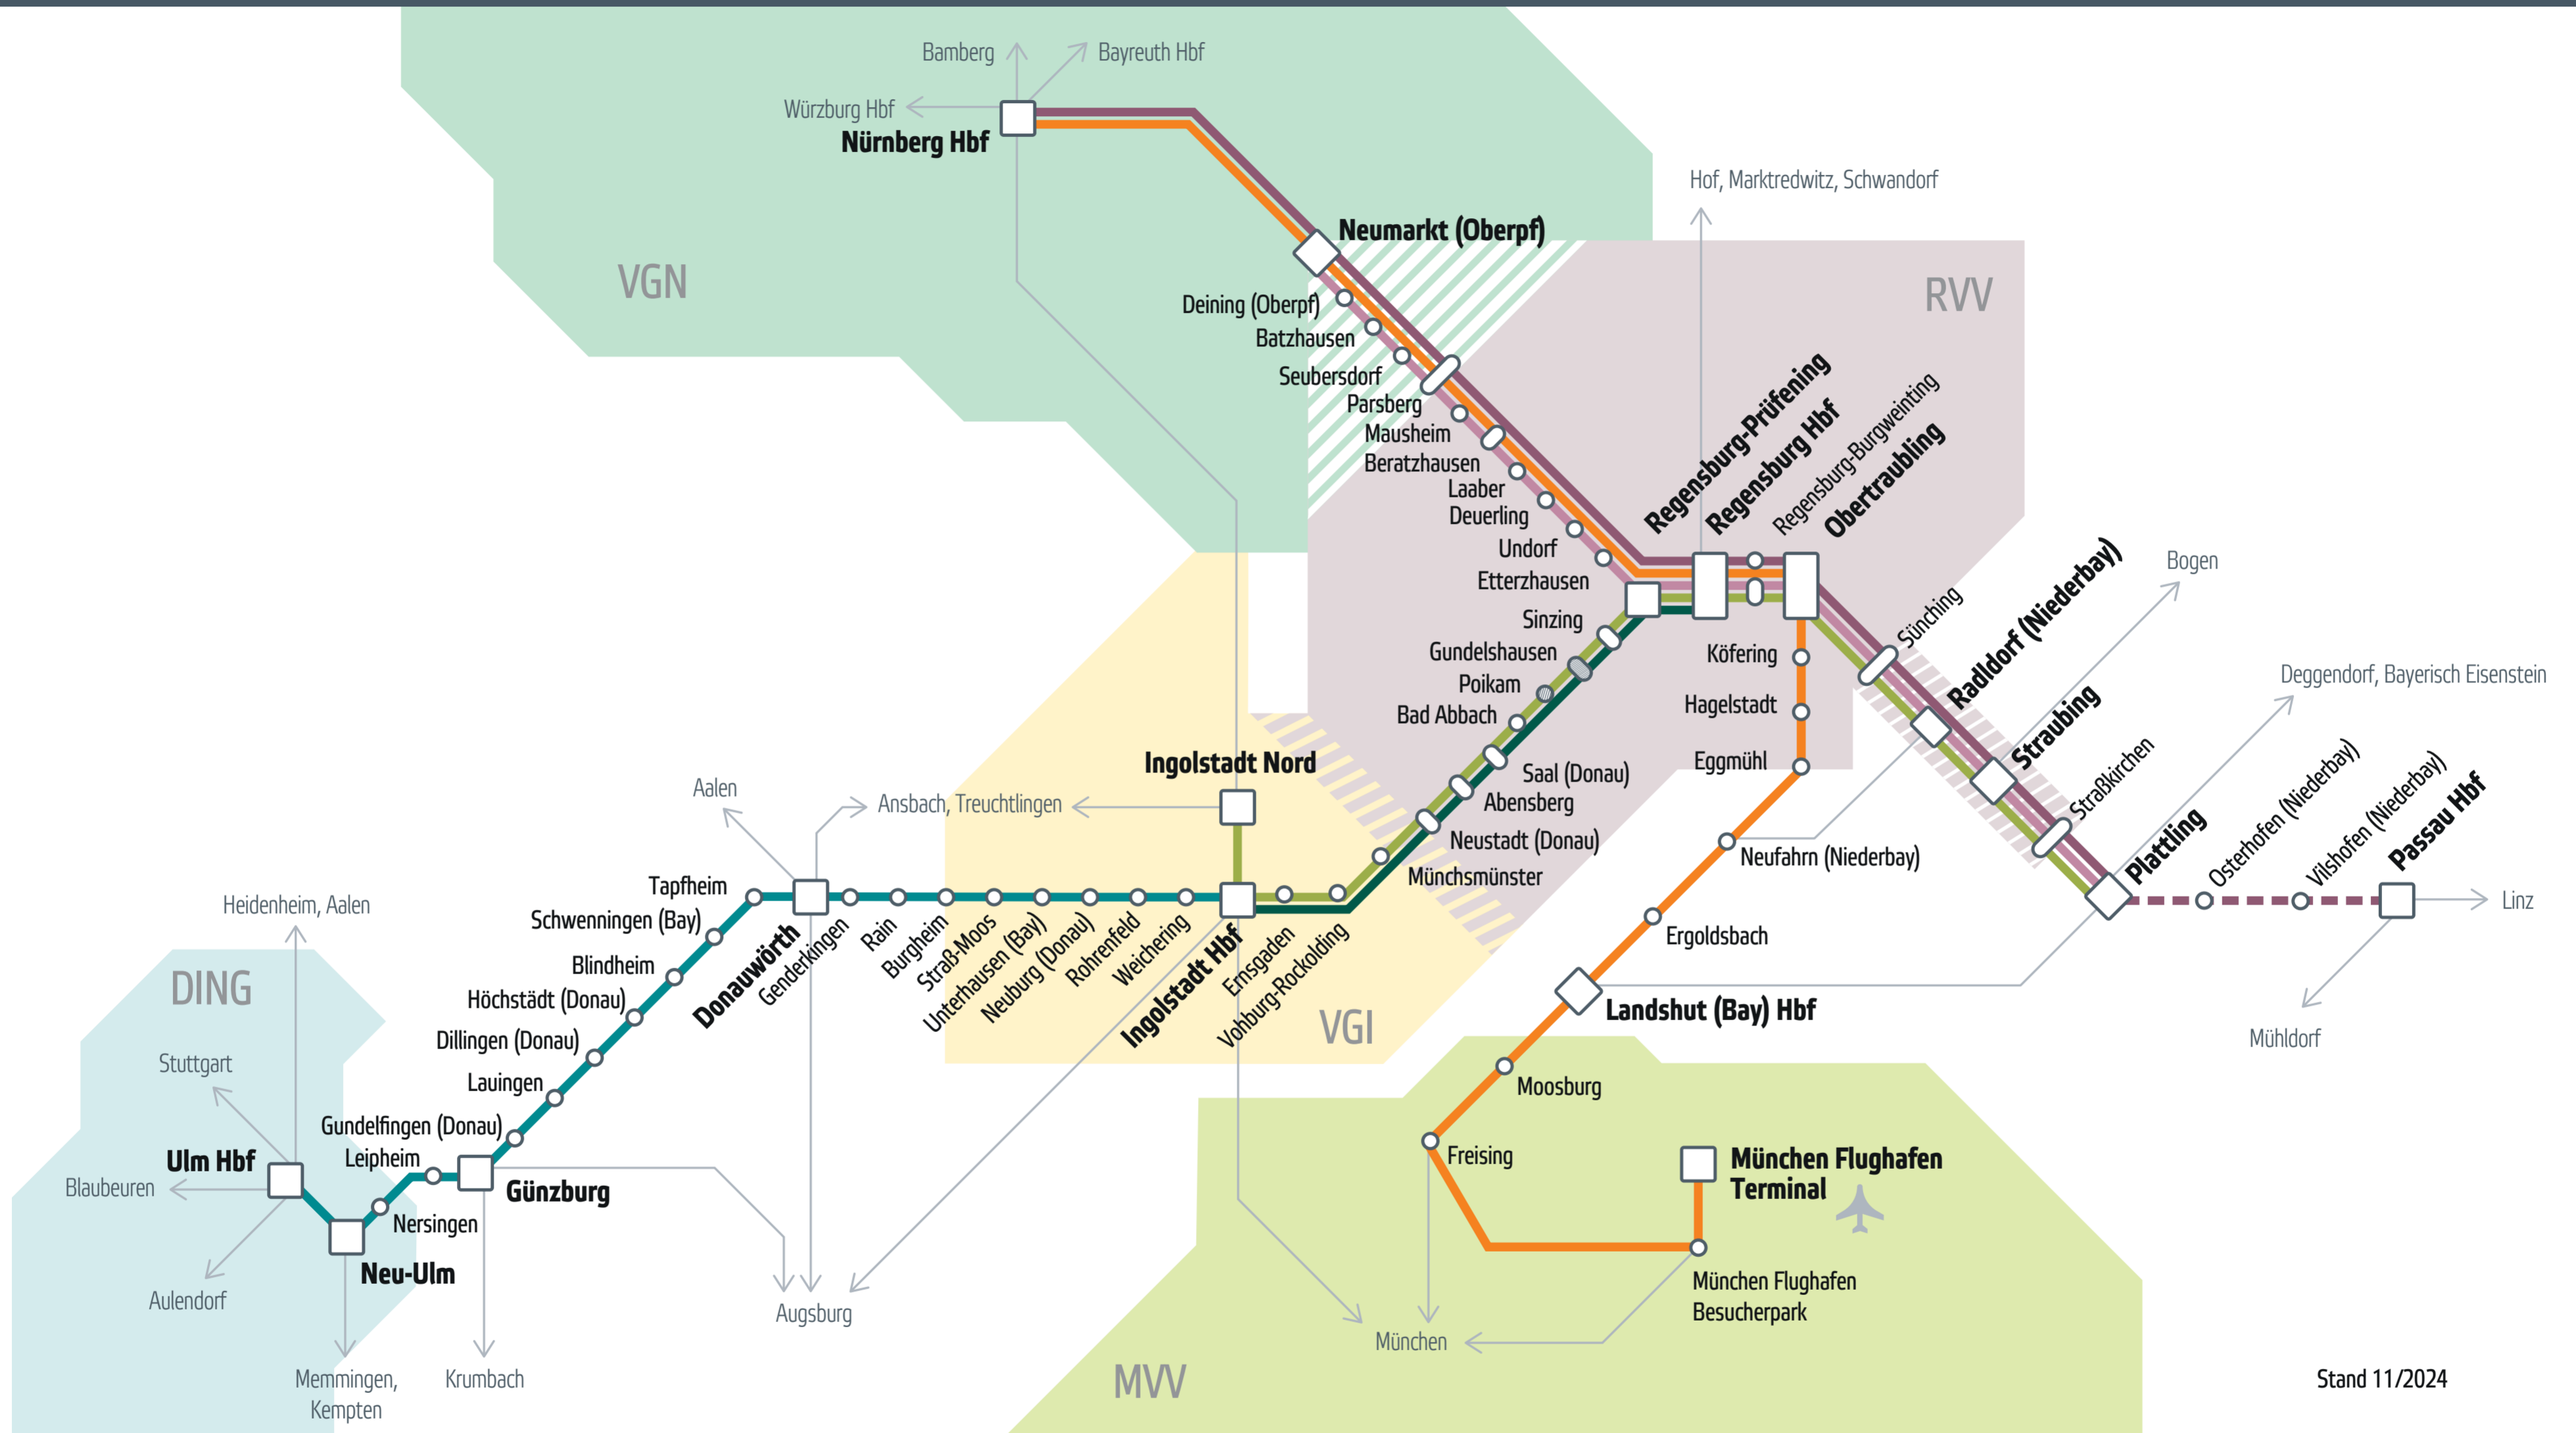 Bamberg
Bayreuth Hbf
Würzburg Hbf
Nürnberg Hbf
Hof, Marktredwitz, Schwandorf
Neumarkt (Oberpf)
VGN
RVV
Deining (Oberpf)
Batzhausen
Seubersdorf
Parsberg
Mausheim
Beratzhausen
Laaber
Deuerling
Undorf
Etterzhausen
Regensburg-Prüfening
Regensburg Hbf
Regensburg-Burgweinting
Obertraubling
Sinzing
Gundelshausen
Poikam
Bad Abbach
Saal (Donau)
Abensberg
Neustadt (Donau)
Münchsmünster
Köfering
Hagelstadt
Eggmühl
Neufahrn (Niederbay)
Ergoldsbach
Landshut (Bay) Hbf
Moosburg
Freising
München Flughafen
Terminal
München Flughafen
Besucherpark
München
MVV
Sünching
Radldorf (Niederbay)
Straubing
Straßkirchen
Plattling
Osterhofen (Niederbay)
Vilshofen (Niederbay)
Passau Hbf
Bogen
Deggendorf, Bayerisch Eisenstein
Linz
Mühldorf
Ingolstadt Nord
Ansbach, Treuchtlingen
Aalen
Tapfheim
Schwenningen (Bay)
Blindheim
Höchstädt (Donau)
Dillingen (Donau)
Lauingen
Gundelfingen (Donau)
Leipheim
Donauwörth
Genderkingen
Rain
Burgheim
Straß-Moos
Unterhausen (Bay)
Neuburg (Donau)
Rohrenfeld
Weichering
Ingolstadt Hbf
Ernsgaden
Vohburg-Rockolding
VGI
Heidenheim, Aalen
DING
Stuttgart
Ulm Hbf
Blaubeuren
Aulendorf
Neu-Ulm
Nersingen
Günzburg
Memmingen,
Kempten
Krumbach
Augsburg
Stand 11/2024